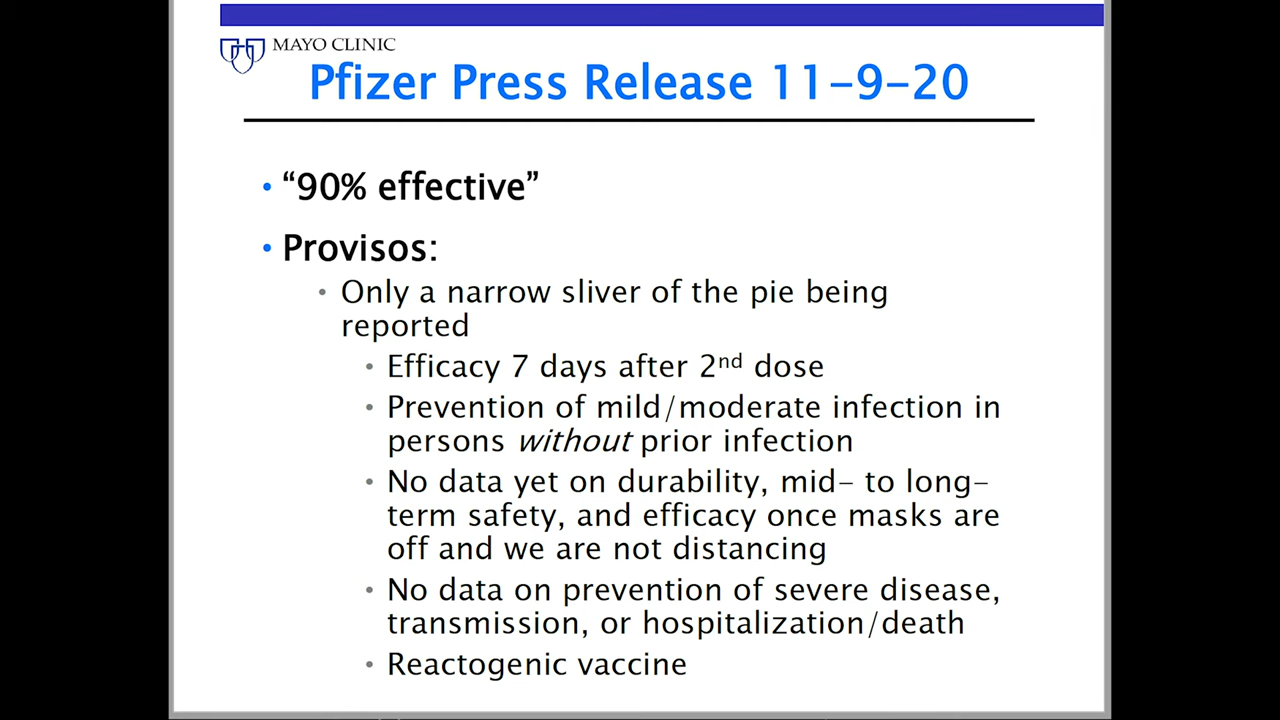 MAYO CLINIC
Pfizer Press Release 11-9-20
• “90% effective”
• Provisos:
• Only a narrow sliver of the pie being
reported
• Efficacy 7 days after 2nd dose
• Prevention of mild/moderate infection in
persons without prior infection
• No data yet on durability, mid- to long-
term safety, and efficacy once masks are
off and we are not distancing
• No data on prevention of severe disease,
transmission, or hospitalization/death
• Reactogenic vaccine